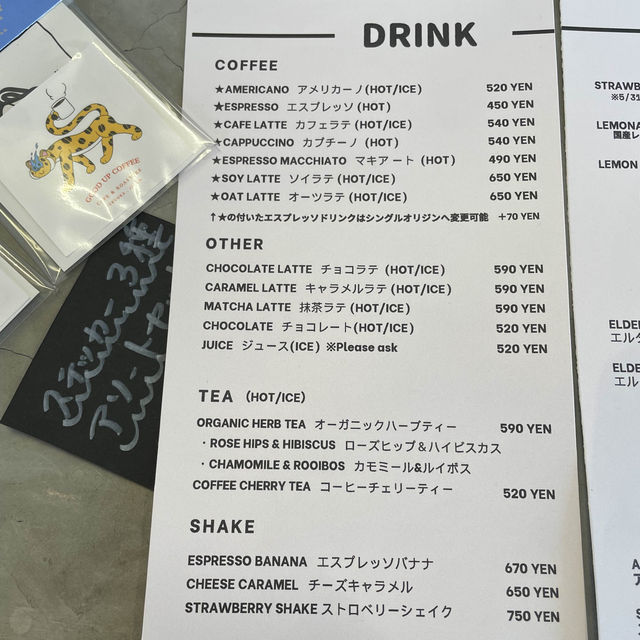 DRINK
COFFEE
★AMERICANO アメリカーノ(HOT/ICE) 520 YEN
★ESPRESSO エスプレッソ(HOT) 450 YEN
★CAFE LATTE カフェラテ(HOT/ICE) 540 YEN
★CAPPUCCINO カプチーノ (HOT) 540 YEN
★ESPRESSO MACCHIATO マキアート (HOT) 490 YEN
★SOY LATTE ソイラテ(HOT/ICE) 650 YEN
★OAT LATTE オーツラテ(HOT/ICE) 650 YEN
↑★の付いたエスプレッソドリンクはシングルオリジンへ変更可能 +70 YEN
OTHER
CHOCOLATE LATTE チョコラテ (HOT/ICE) 590 YEN
CARAMEL LATTE キャラメルラテ(HOT/ICE) 590 YEN
MATCHA LATTE 抹茶ラテ(HOT/ICE) 590 YEN
CHOCOLATE チョコレート(HOT/ICE) 520 YEN
JUICE ジュース(ICE) ※Please ask 520 YEN
TEA (HOT/ICE)
ORGANIC HERB TEA オーガニックハーブティー 590 YEN
・ROSE HIPS & HIBISCUS ローズヒップ&ハイビスカス
・CHAMOMILE & ROOIBOS カモミール&ルイボス
COFFEE CHERRY TEA コーヒーチェリーティー 520 YEN
SHAKE
ESPRESSO BANANA エスプレッソバナナ 670 YEN
CHEESE CARAMEL チーズキャラメル 650 YEN
STRAWBERRY SHAKE ストロベリーシェイク 750 YEN
GOOD UP COFFEE
ステッカー3種
STRAWB
※5/31
LEMONA
国産レ
LEMON
ELDE
エルダ
ELDE
エル